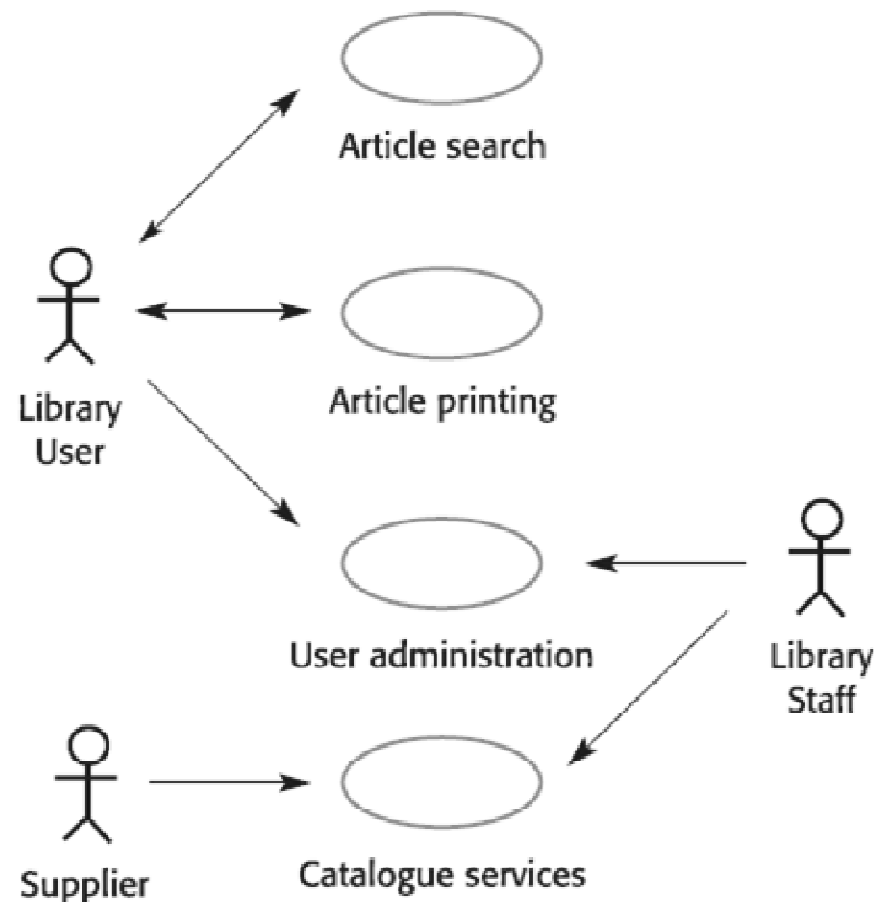 Article search
Library
User
Article printing
User administration
Library
Staff
Supplier
Catalogue services